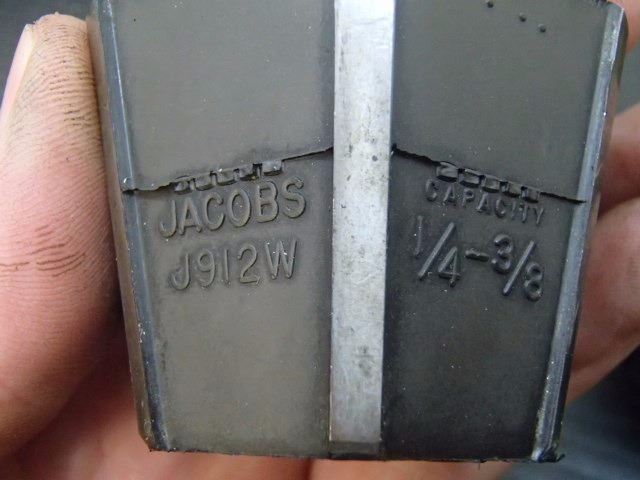 JACOBS
J912W
CAPACITY
1/4-3/8